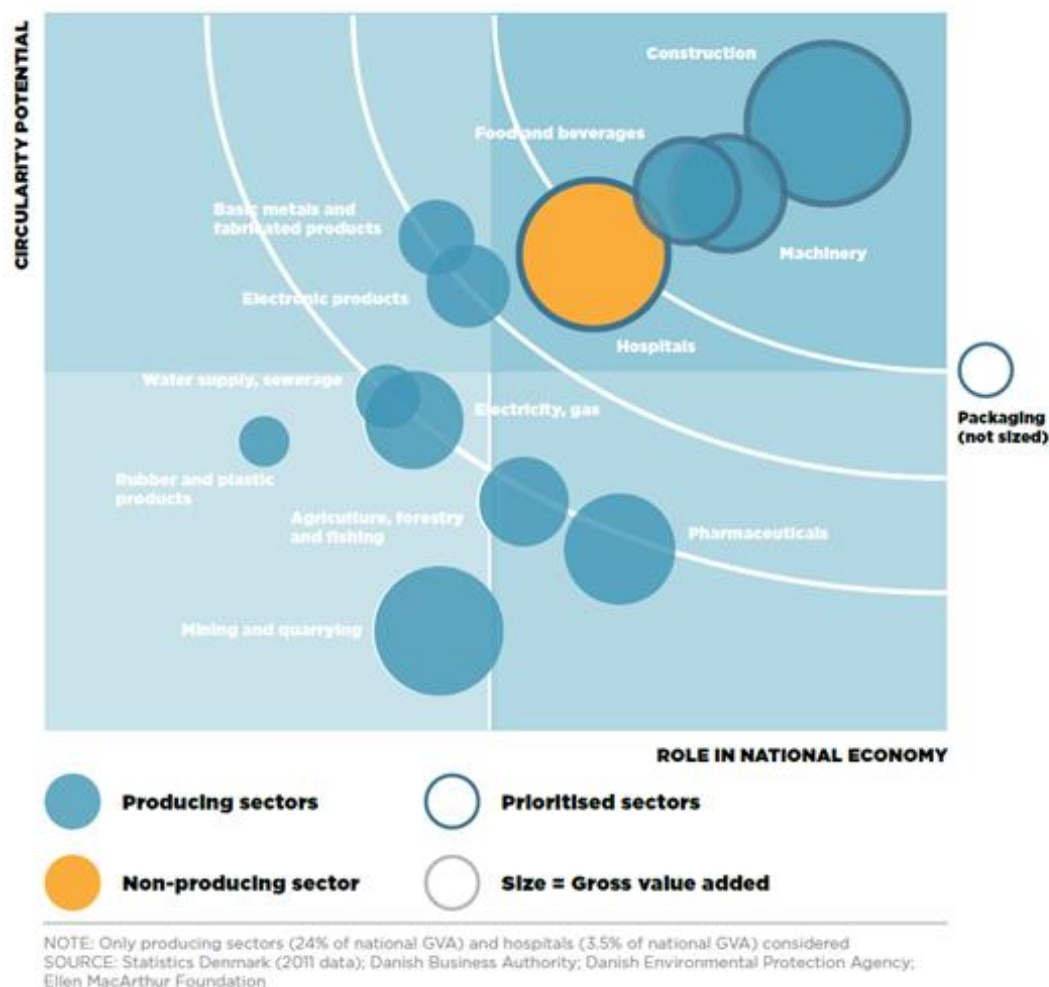 CIRCULARITY POTENTIAL
Construction
Food and beverages
Basic metals and
fabricated products
Machinery
Electronic products
Hospitals
Water supply, sewerage
Electricity, gas
Packaging
(not sized)
Rubber and plastic
products
Agriculture, forestry
and fishing
Pharmaceuticals
Mining and quarrying
ROLE IN NATIONAL ECONOMY
Producing sectors
Prioritised sectors
Non-producing sector
Size = Gross value added
NOTE: Only producing sectors (24% of national GVA) and hospitals (3.5% of national GVA) considered
SOURCE: Statistics Denmark (2011 data); Danish Business Authority; Danish Environmental Protection Agency;
Ellen MacArthur Foundation